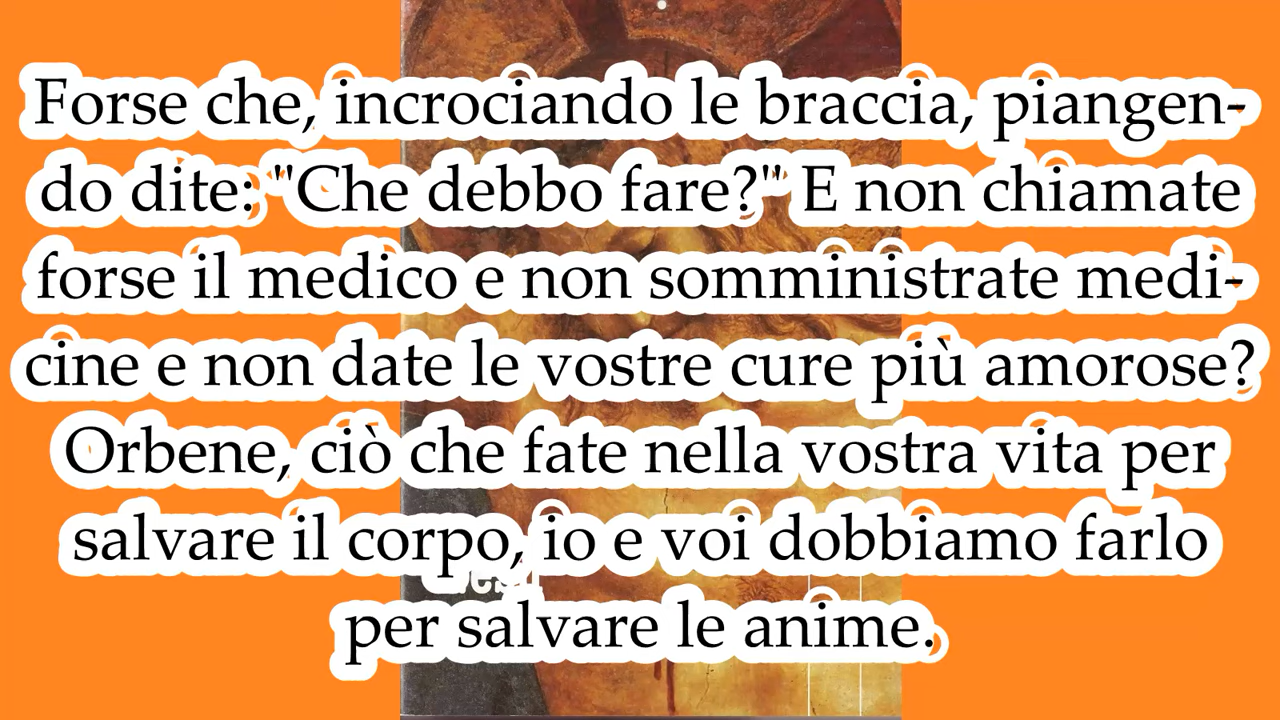 Forse che, incrociando le braccia, piangen-
do dite: "Che debbo fare?" E non chiamate
forse il medico e non somministrate medi-
cine e non date le vostre cure più amorose?
Orbene, ciò che fate nella vostra vita per
salvare il corpo, io e voi dobbiamo farlo
per salvare le anime.